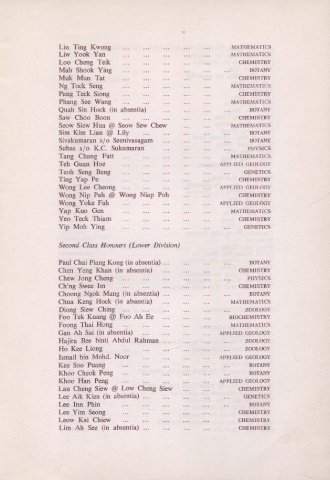 Lin Ting Kwong ... ... ... ... ... MATHEMATICS
Liw Yook Yan ... ... ... ... ... MATHEMATICS
Loo Cheng Teik ... ... ... ... ... CHEMISTRY
Mah Shook Ying ... ... ... ... ... BOTANY
Muk Mun Tat ... ... ... ... ... CHEMISTRY
Ng Tock Seng ... ... ... ... ... MATHEMATICS
Pang Teck Siong ... ... ... ... ... CHEMISTRY
Phang See Wang ... ... ... ... ... MATHEMATICS
Quah Sin Hock (in absentia) ... ... ... ... BOTANY
Saw Choo Boon ... ... ... ... ... CHEMISTRY
Seow Siew Hua @ Seow Sew Chew ... ... ... MATHEMATICS
Sim Kim Lian @ Lily ... ... ... ... BOTANY
Sivakumaran s/o Seenivasagam ... ... ... BOTANY
Subas s/o K.C. Sukumaran ... ... ... ... PHYSICS
Tang Chang Fatt ... ... ... ... ... MATHEMATICS
Teh Guan Hoe ... ... ... ... ... APPLIED GEOLOGY
Teoh Seng Beng ... ... ... ... ... GENETICS
Ting Yap Pe ... ... ... ... ... CHEMISTRY
Wong Lee Cheong ... ... ... ... ... APPLIED GEOLOGY
Wong Nip Pah @ Wong Niap Poh ... ... ... CHEMISTRY
Wong Yoke Fah ... ... ... ... ... APPLIED GEOLOGY
Yap Kuo Gen ... ... ... ... ... MATHEMATICS
Yeo Teck Thiam ... ... ... ... ... CHEMISTRY
Yip Moh Ying ... ... ... ... ... GENETICS
Second Class Honours (Lower Division)
Paul Chai Piang Kong (in absentia) ... ... ... ... BOTANY
Chen Yeng Khan (in absentia) ... ... ... ... CHEMISTRY
Chew Jong Cheng ... ... ... ... ... PHYSICS
Ch'ng Swee Im ... ... ... ... ... CHEMISTRY
Choong Ngok Mang (in absentia) ... ... ... ... BOTANY
Chua Keng Hock (in absentia) ... ... ... ... MATHEMATICS
Diong Siew Ching ... ... ... ... ... ZOOLOGY
Foo Tek Kuang @ Foo Ah Ee ... ... ... BIOCHEMISTRY
Foong Thai Hong ... ... ... ... ... MATHEMATICS
Gan Ah Sai (in absentia) ... ... ... ... APPLIED GEOLOGY
Hajira Bee binti Abdul Rahman ... ... ... ... ZOOLOGY
Ho Kee Liong ... ... ... ... ... ZOOLOGY
Ismail bin Mohd. Noor ... ... ... ... APPLIED GEOLOGY
Kee Soo Puang ... ... ... ... ... BOTANY
Khoo Cheok Peng ... ... ... ... ... BOTANY
Khoo Han Peng ... ... ... ... ... APPLIED GEOLOGY
Lau Cheng Siew @ Low Cheng Siew ... ... ... CHEMISTRY
Lee Aik Kien (in absentia) ... ... ... ... GENETICS
Lee Inn Phin ... ... ... ... ... BOTANY
Lee Yim Seong ... ... ... ... ... CHEMISTRY
Leow Kai Chiew ... ... ... ... ... CHEMISTRY
Lim Ah See (in absentia) ... ... ... ... CHEMISTRY